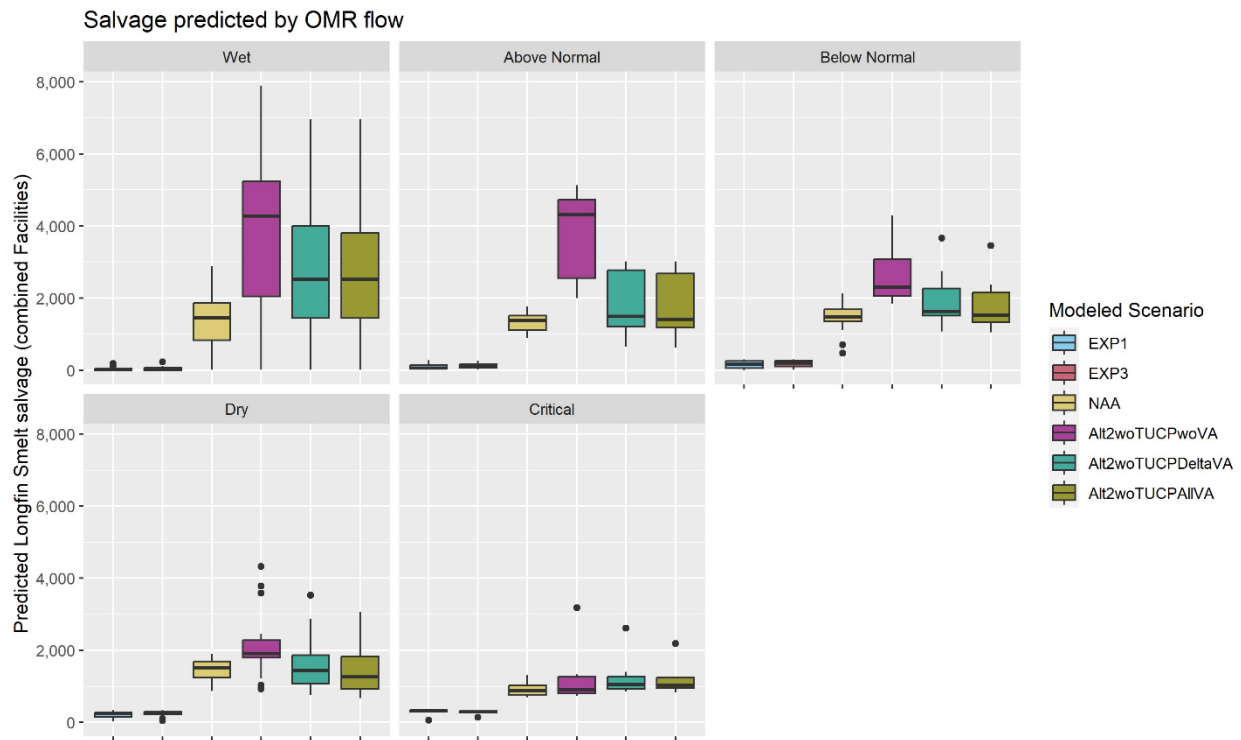 Salvage predicted by OMR flow
Predicted Longfin Smelt salvage (combined Facilities)
Wet
Above Normal
Below Normal
8,000
6,000
4,000
2,000
0
Dry
Critical
8,000
6,000
4,000
2,000
0
Modeled Scenario
EXP1
EXP3
NAA
Alt2woTUCPwoVA
Alt2woTUCPDeltaVA
Alt2woTUCPAllVA